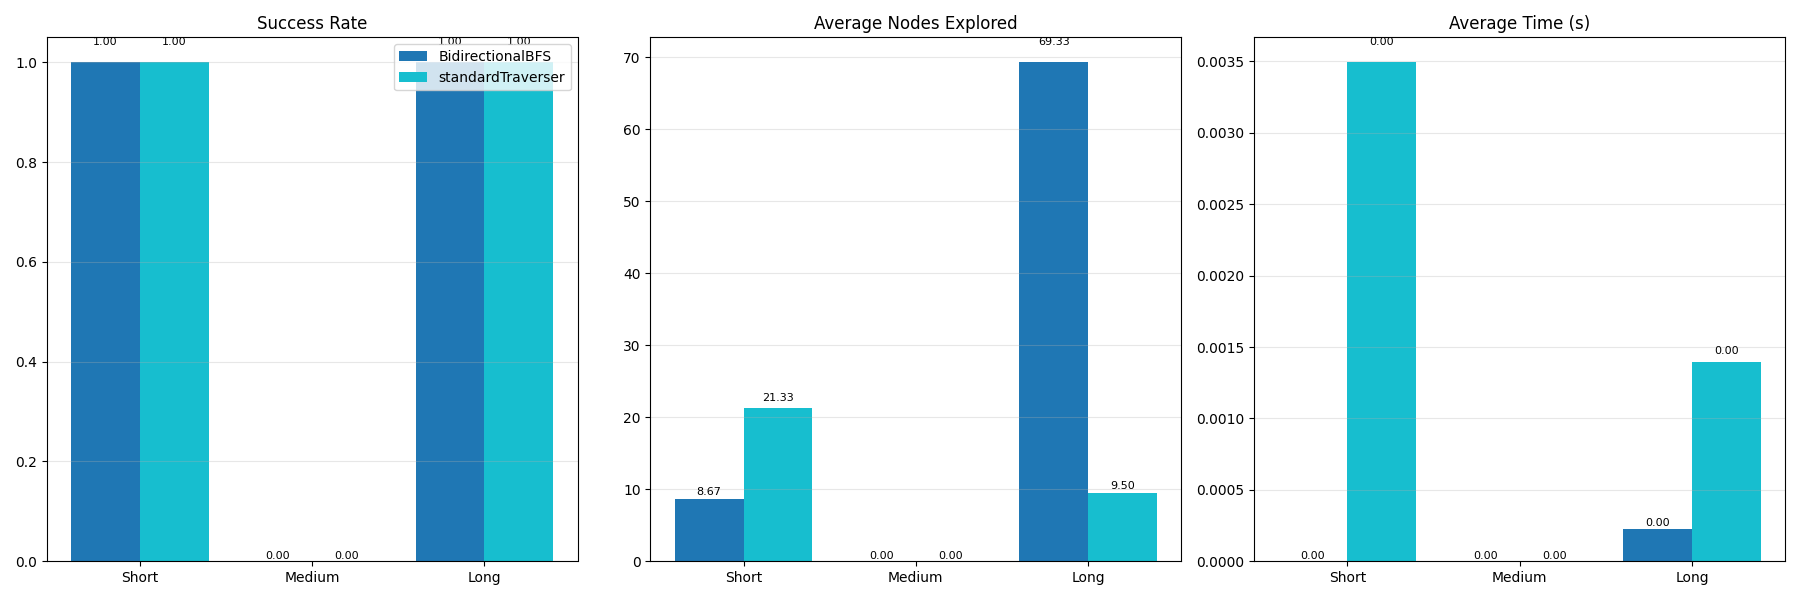 Success Rate
1.00
1.00
1.00
1.00
BidirectionalBFS
standardTraverser
1.0
0.8
0.6
0.4
0.2
0.0
0.00
0.00
Short
Medium
Long
Average Nodes Explored
69.33
70
60
50
40
30
20
10
0
21.33
8.67
9.50
0.00
0.00
Short
Medium
Long
Average Time (s)
0.00
0.0035
0.0030
0.0025
0.0020
0.0015
0.0010
0.0005
0.0000
0.00
0.00
0.00
0.00
0.00
Short
Medium
Long